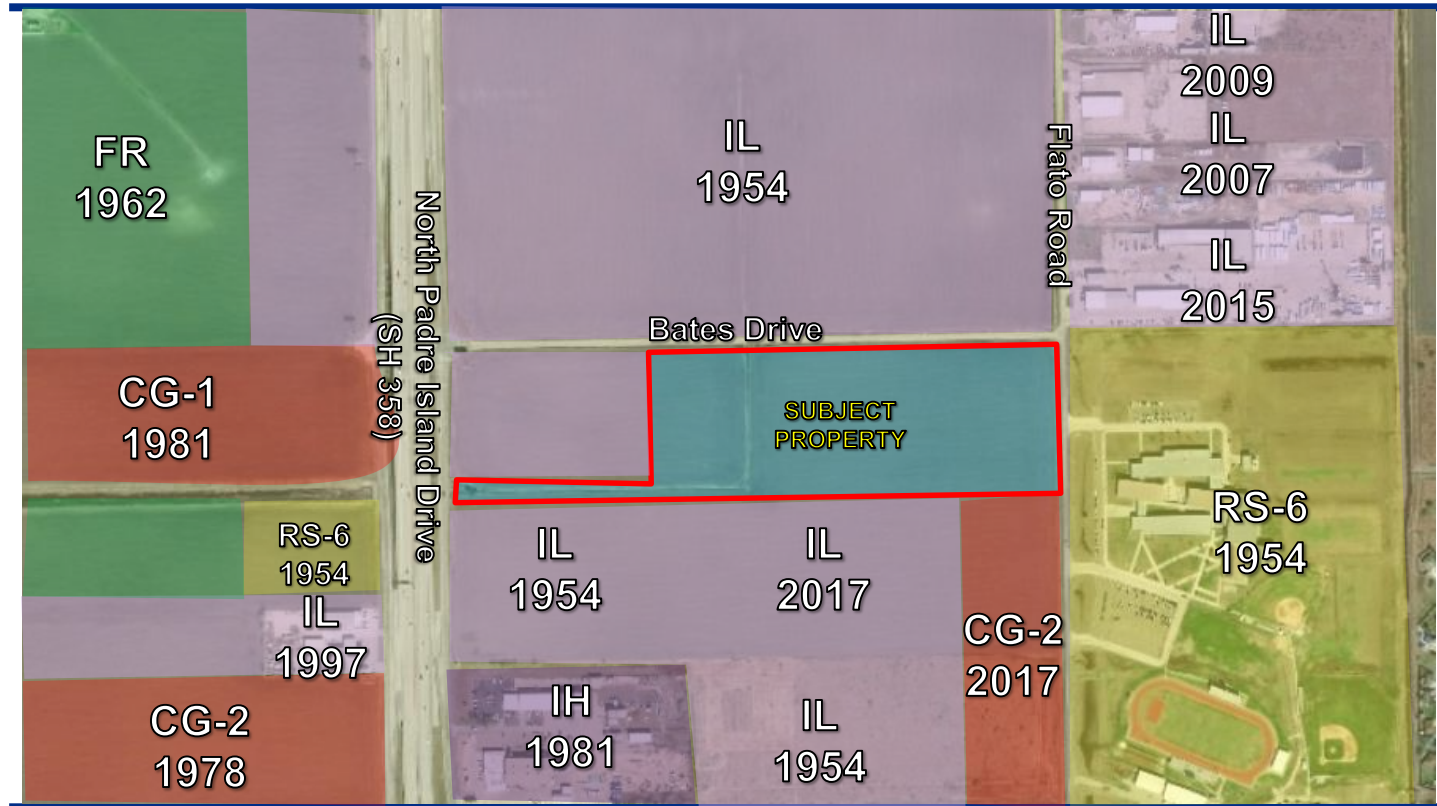 IL
2009
FR
1962
IL
1954
Flato Road
IL
2007
North Padre Island Drive
(SH 358)
IL
2015
Bates Drive
CG-1
1981
SUBJECT
PROPERTY
RS-6
1954
IL
1954
IL
2017
RS-6
1954
IL
1997
CG-2
2017
CG-2
1978
IH
1981
IL
1954